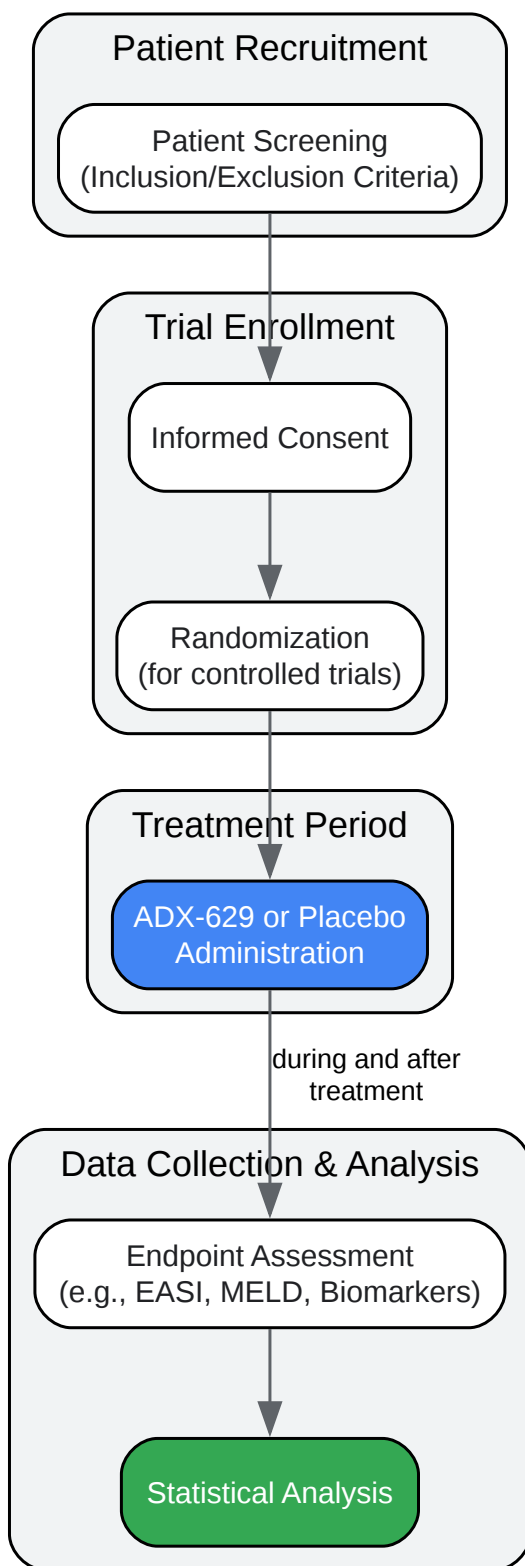 Patient Recruitment
Patient Screening
(Inclusion/Exclusion Criteria)
Trial Enrollment
Informed Consent
Randomization
(for controlled trials)
Treatment Period
ADX-629 or Placebo
Administration
during and after
treatment
Data Collection & Analysis
Endpoint Assessment
(e.g., EASI, MELD, Biomarkers)
Statistical Analysis